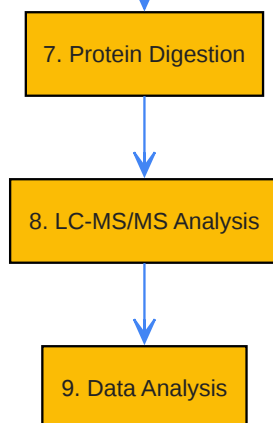 7. Protein Digestion
8. LC-MS/MS Analysis
9. Data Analysis